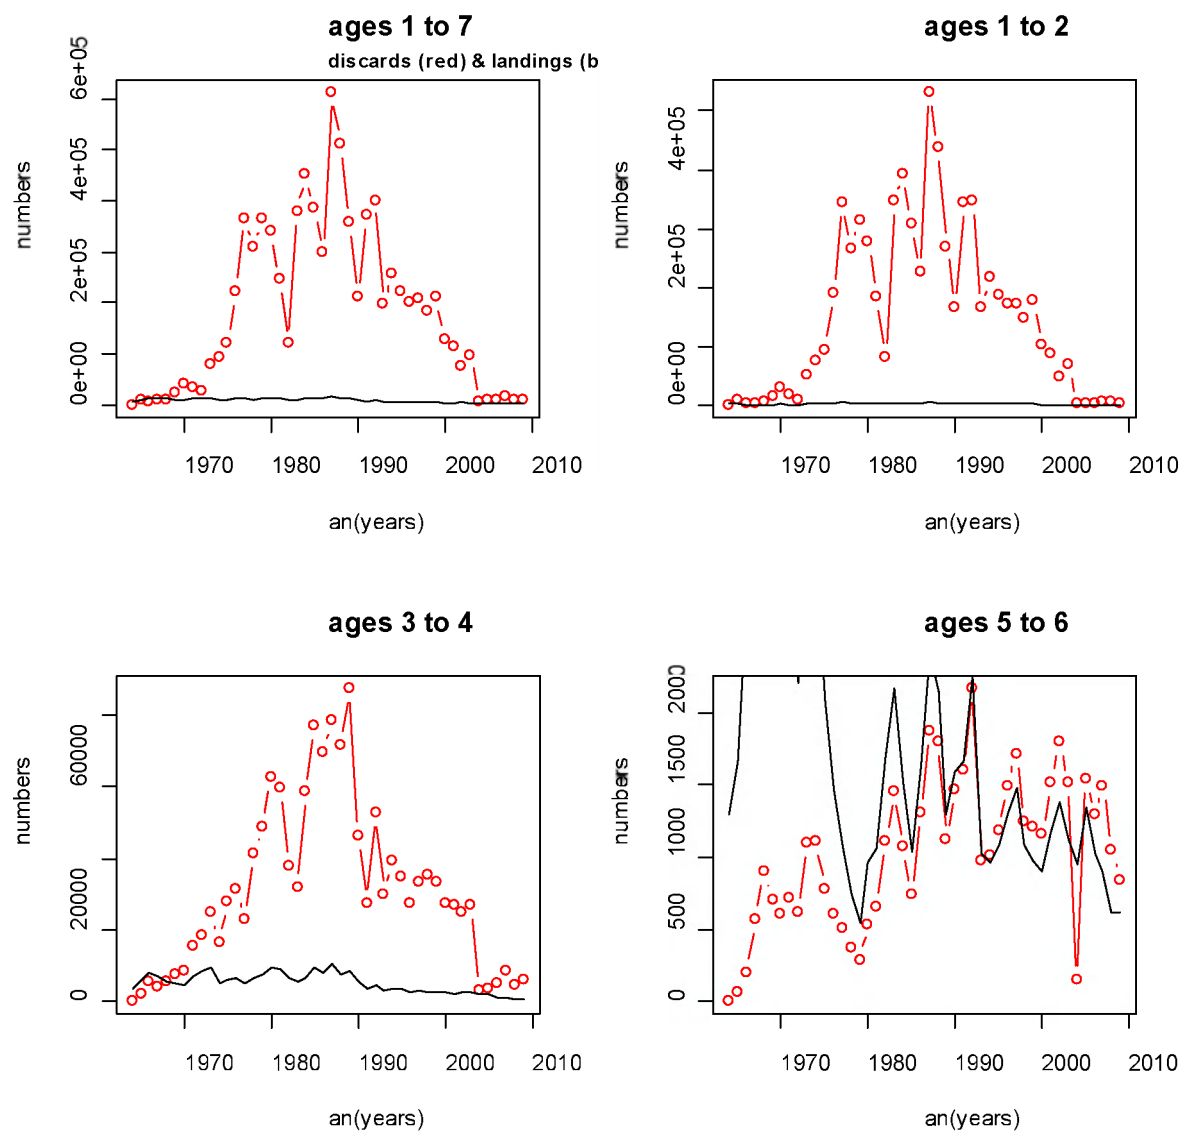 ages 1 to 7
discards (red) & landings (b
numbers
0e+00 2e+05 4e+05 6e+05
1970 1980 1990 2000 2010
an(years)
ages 1 to 2
numbers
0e+00 2e+05 4e+05
1970 1980 1990 2000 2010
an(years)
ages 3 to 4
numbers
0 20000 60000
1970 1980 1990 2000 2010
an(years)
ages 5 to 6
numbers
0 500 1000 1500 2000
1970 1980 1990 2000 2010
an(years)